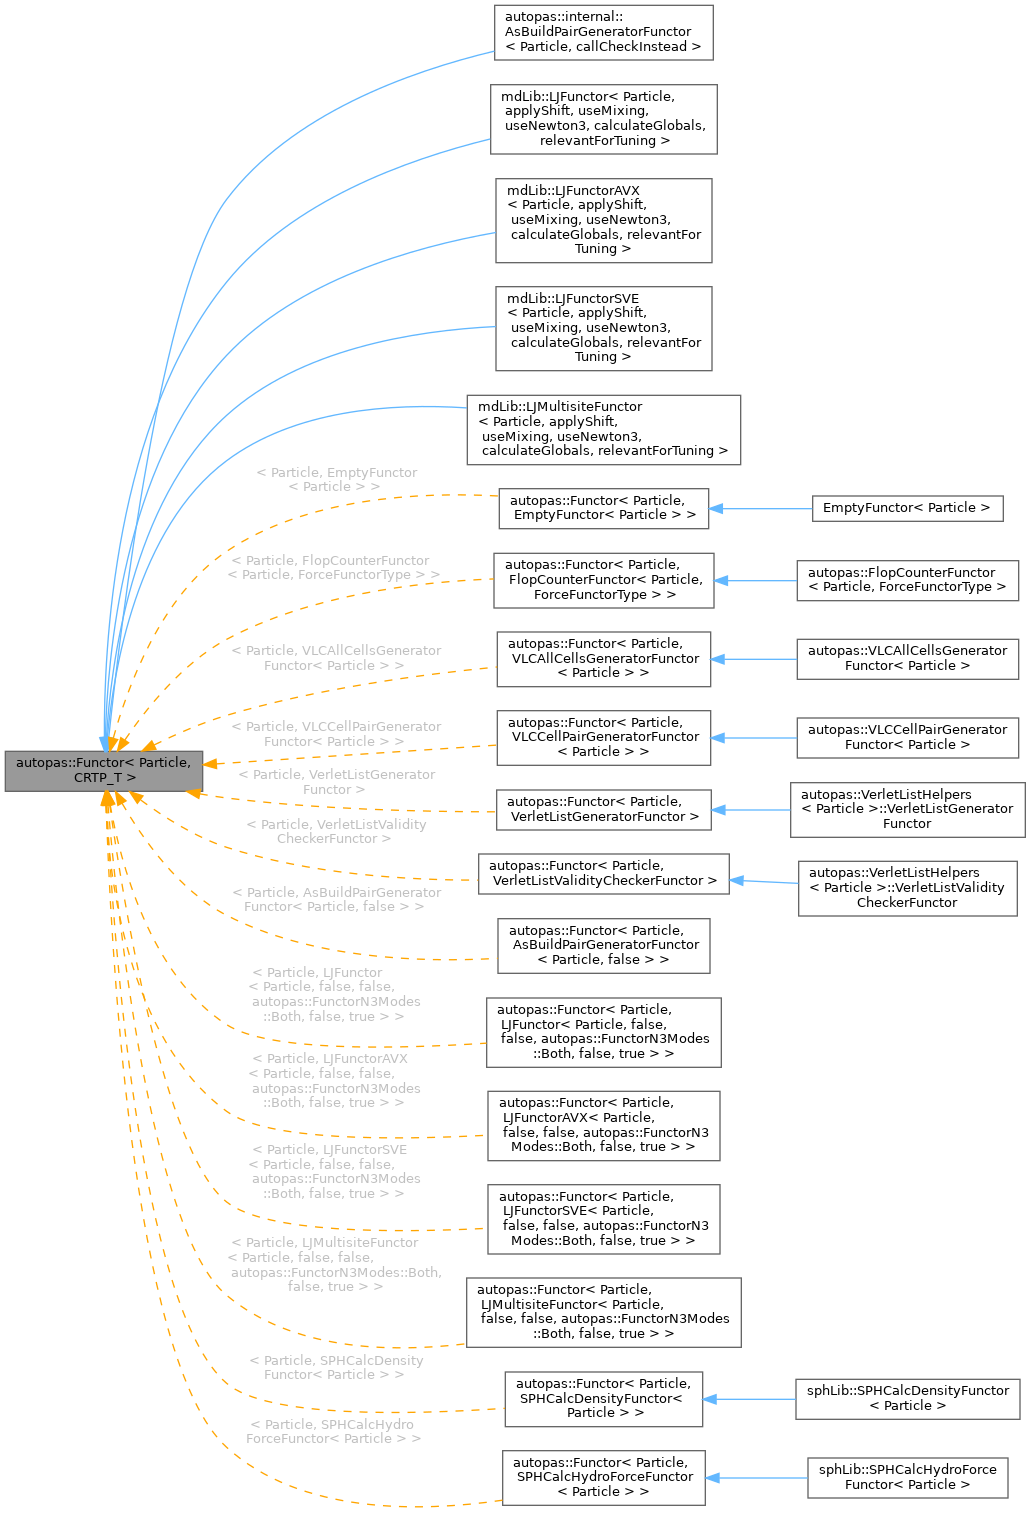 autopas::internal::
AsBuildPairGeneratorFunctor
< Particle, callCheckInstead >
mdLib::LJFunctor< Particle,
applyShift, useMixing,
useNewton3, calculateGlobals,
relevantForTuning >
mdLib::LJFunctorAVX
< Particle, applyShift,
useMixing, useNewton3,
calculateGlobals, relevantFor
Tuning >
mdLib::LJFunctorSVE
< Particle, applyShift,
useMixing, useNewton3,
calculateGlobals, relevantFor
Tuning >
mdLib::LJMultisiteFunctor
< Particle, applyShift,
useMixing, useNewton3,
calculateGlobals, relevantForTuning >
< Particle, EmptyFunctor
< Particle > >
autopas::Functor< Particle,
EmptyFunctor< Particle > >
EmptyFunctor< Particle >
< Particle, FlopCounterFunctor
< Particle, ForceFunctorType > >
autopas::Functor< Particle,
FlopCounterFunctor< Particle,
ForceFunctorType > >
autopas::FlopCounterFunctor
< Particle, ForceFunctorType >
< Particle, VLCAllCellsGenerator
Functor< Particle > >
autopas::Functor< Particle,
VLCAllCellsGeneratorFunctor
< Particle > >
autopas::VLCAllCellsGenerator
Functor< Particle >
< Particle, VLCCellPairGenerator
Functor< Particle > >
autopas::Functor< Particle,
VLCCellPairGeneratorFunctor
< Particle > >
autopas::VLCCellPairGenerator
Functor< Particle >
autopas::Functor< Particle,
CRTP_T >
< Particle, VerletListGenerator
Functor >
autopas::Functor< Particle,
VerletListGeneratorFunctor >
autopas::VerletListHelpers
< Particle >::VerletListGenerator
Functor
< Particle, VerletListValidity
CheckerFunctor >
autopas::Functor< Particle,
VerletListValidityCheckerFunctor >
autopas::VerletListHelpers
< Particle >::VerletListValidity
CheckerFunctor
< Particle, AsBuildPairGenerator
Functor< Particle, false > >
autopas::Functor< Particle,
AsBuildPairGeneratorFunctor
< Particle, false > >
< Particle, LJFunctor
< Particle, false, false,
autopas::FunctorN3Modes
::Both, false, true > >
autopas::Functor< Particle,
LJFunctor< Particle, false,
false, autopas::FunctorN3Modes
::Both, false, true > >
< Particle, LJFunctorAVX
< Particle, false, false,
autopas::FunctorN3Modes
::Both, false, true > >
autopas::Functor< Particle,
LJFunctorAVX< Particle,
false, false, autopas::FunctorN3
Modes::Both, false, true > >
< Particle, LJFunctorSVE
< Particle, false, false,
autopas::FunctorN3Modes
::Both, false, true > >
autopas::Functor< Particle,
LJFunctorSVE< Particle,
false, false, autopas::FunctorN3
Modes::Both, false, true > >
< Particle, LJMultisiteFunctor
< Particle, false, false,
autopas::FunctorN3Modes::Both,
false, true > >
autopas::Functor< Particle,
LJMultisiteFunctor< Particle,
false, false, autopas::FunctorN3Modes
::Both, false, true > >
< Particle, SPHCalcDensity
Functor< Particle > >
autopas::Functor< Particle,
SPHCalcDensityFunctor<
Particle > >
sphLib::SPHCalcDensityFunctor
< Particle >
< Particle, SPHCalcHydro
ForceFunctor< Particle > >
autopas::Functor< Particle,
SPHCalcHydroForceFunctor
< Particle > >
sphLib::SPHCalcHydroForce
Functor< Particle >